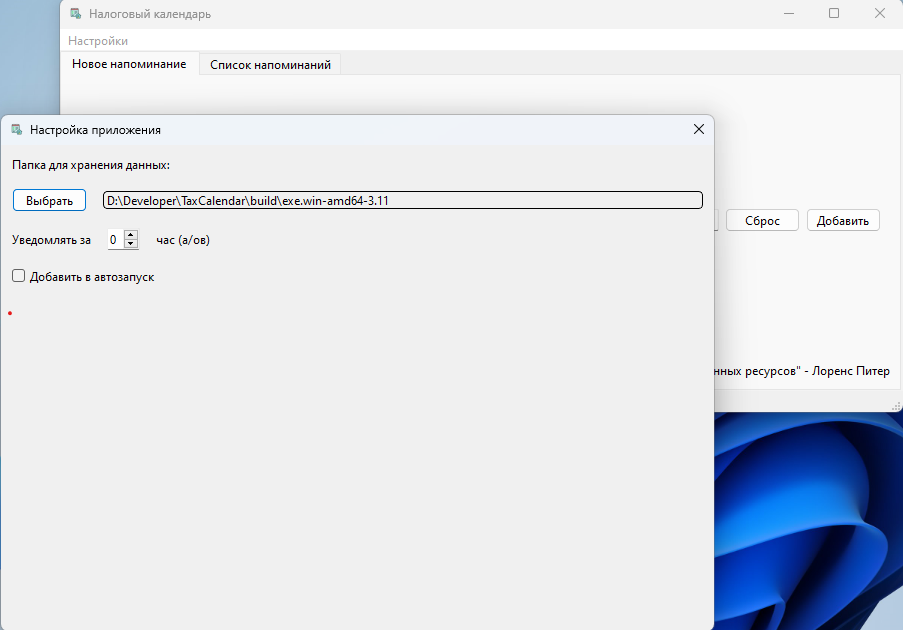 Налоговый календарь
Настройки
Новое напоминание Список напоминаний
Настройка приложения
Папка для хранения данных:
Выбрать D:\Developer\TaxCalendar\build\exe.win-amd64-3.11
Сброс Добавить
Уведомлять за 0 час (а/ов)
Добавить в автозапуск
ресурсов" - Лоренс Питер